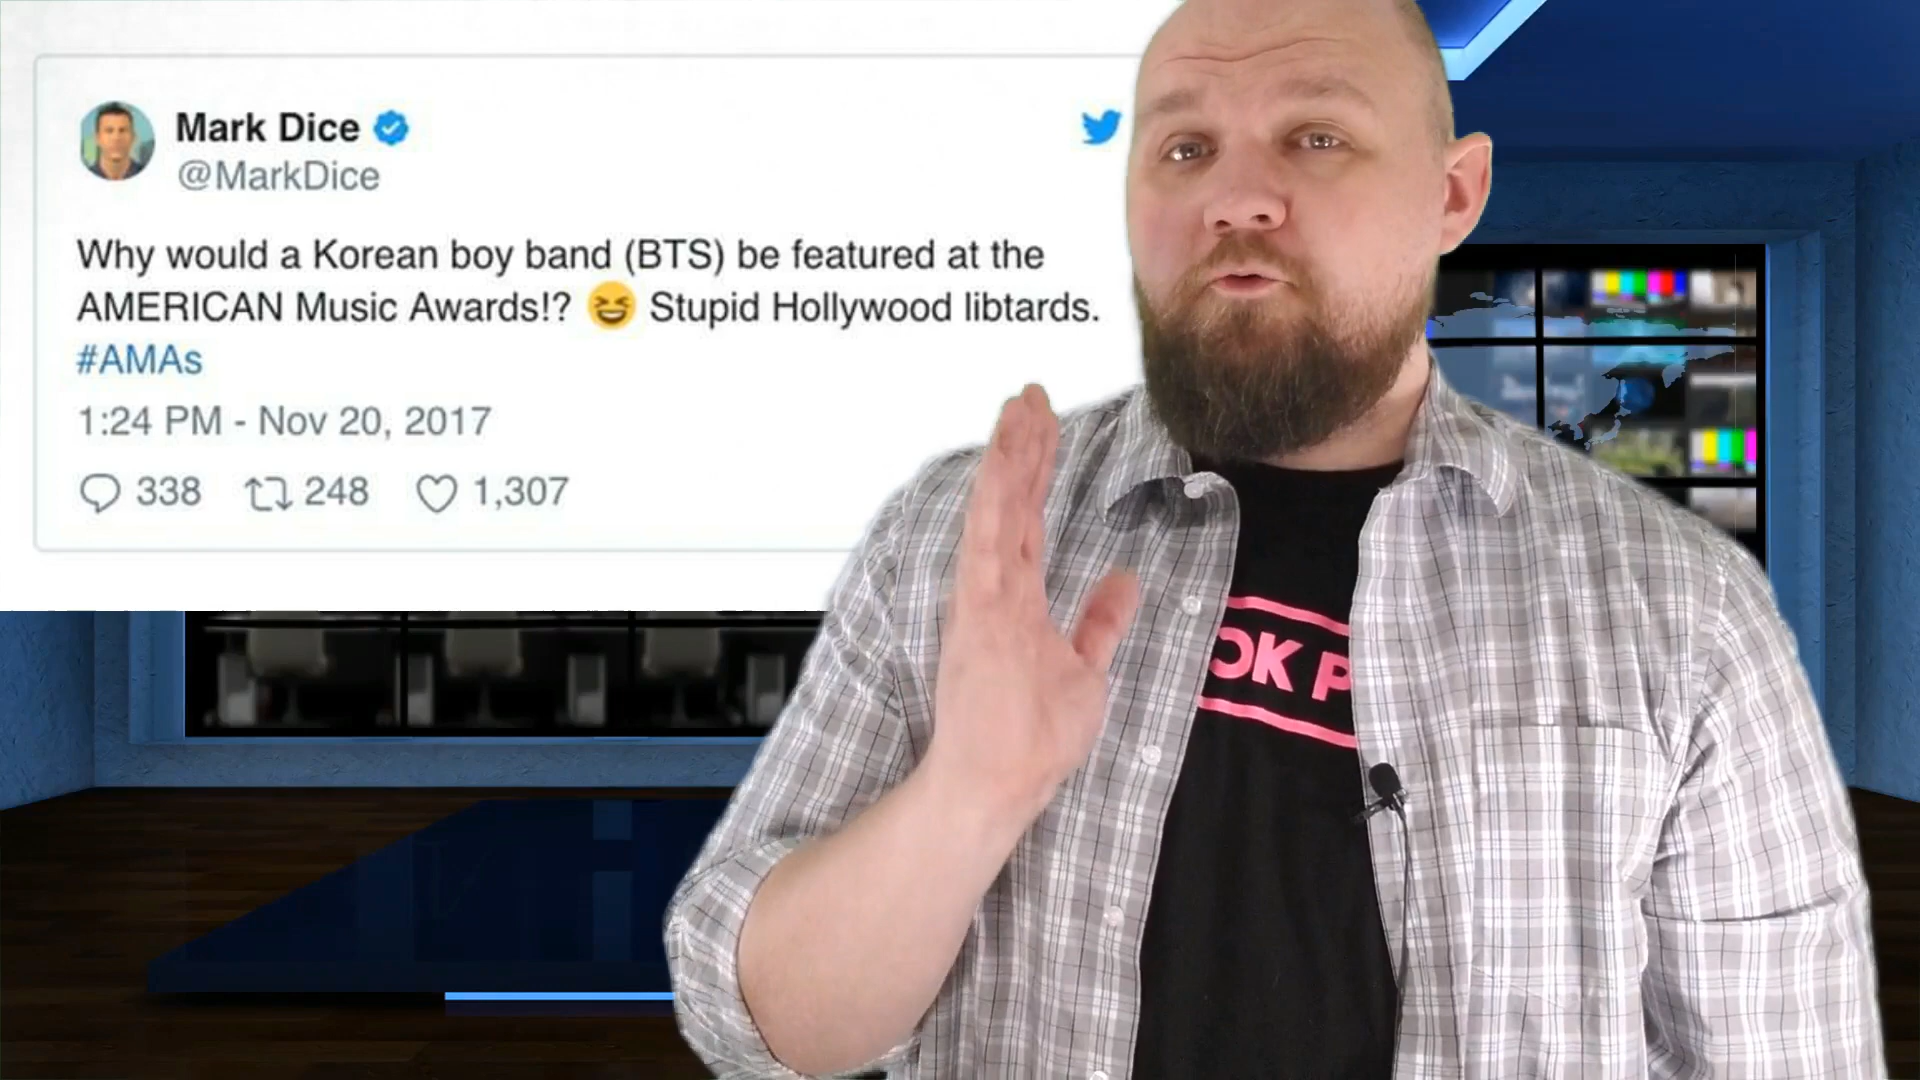 Mark Dice
@MarkDice
Why would a Korean boy band (BTS) be featured at the
AMERICAN Music Awards!? 😆 Stupid Hollywood libtards.
#AMAs
1:24 PM - Nov 20, 2017
338 248 1,307